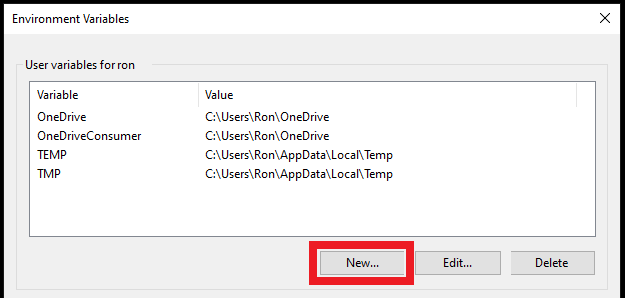 Environment Variables
User variables for ron
Variable Value
OneDrive C:\Users\Ron\OneDrive
OneDriveConsumer C:\Users\Ron\OneDrive
TEMP C:\Users\Ron\AppData\Local\Temp
TMP C:\Users\Ron\AppData\Local\Temp
New... Edit... Delete